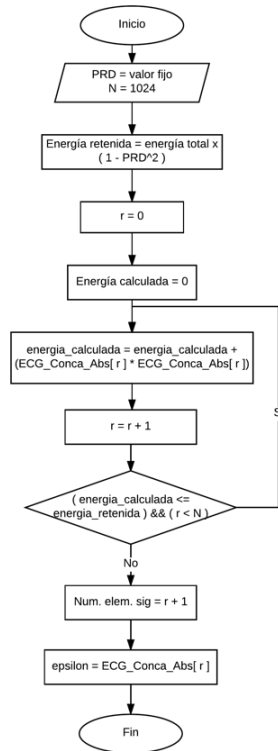 Inicio
PRD = valor fijo
N = 1024
Energía retenida = energía total x
( 1 - PRD^2 )
r = 0
Energía calculada = 0
energia_calculada = energia_calculada +
(ECG_Conca_Abs[ r ] * ECG_Conca_Abs[ r ])
r = r + 1
( energia_calculada <=
energia_retenida ) && ( r < N )
No
Num. elem. sig = r + 1
epsilon = ECG_Conca_Abs[ r ]
Fin